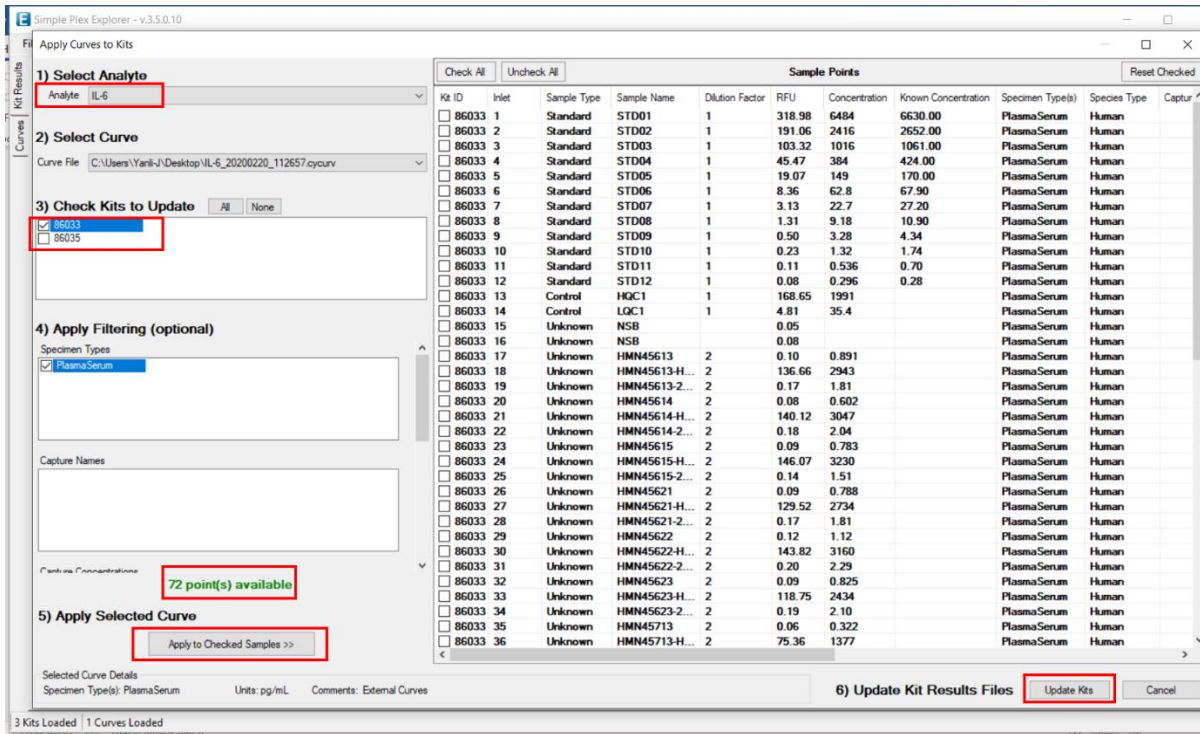 Simple Plex Explorer - v.3.5.0.10
Apply Curves to Kits
Kit Results
Curves
1) Select Analyte
Analyte IL-6
2) Select Curve
Curve File C:\Users\Yanli-J\Desktop\IL-6_20200220_112657.cycurv
3) Check Kits to Update All None
86033
86035
4) Apply Filtering (optional)
Specimen Types
PlasmaSerum
Capture Names
Capture Concentrations
72 point(s) available
5) Apply Selected Curve
Apply to Checked Samples >>
Check All Uncheck All Sample Points Reset Checked
Kit ID Inlet Sample Type Sample Name Dilution Factor RFU Concentration Known Concentration Specimen Type(s) Species Type Captur
86033 1 Standard STD01 1 318.98 6484 6630.00 PlasmaSerum Human
86033 2 Standard STD02 1 191.06 2416 2652.00 PlasmaSerum Human
86033 3 Standard STD03 1 103.32 1016 1061.00 PlasmaSerum Human
86033 4 Standard STD04 1 45.47 384 424.00 PlasmaSerum Human
86033 5 Standard STD05 1 19.07 149 170.00 PlasmaSerum Human
86033 6 Standard STD06 1 8.36 62.8 67.90 PlasmaSerum Human
86033 7 Standard STD07 1 3.13 22.7 27.20 PlasmaSerum Human
86033 8 Standard STD08 1 1.31 9.18 10.90 PlasmaSerum Human
86033 9 Standard STD09 1 0.50 3.28 4.34 PlasmaSerum Human
86033 10 Standard STD10 1 0.23 1.32 1.74 PlasmaSerum Human
86033 11 Standard STD11 1 0.11 0.536 0.70 PlasmaSerum Human
86033 12 Standard STD12 1 0.08 0.296 0.28 PlasmaSerum Human
86033 13 Control HQC1 1 168.65 1991 PlasmaSerum Human
86033 14 Control LQC1 1 4.81 35.4 PlasmaSerum Human
86033 15 Unknown NSB 0.05 PlasmaSerum Human
86033 16 Unknown NSB 0.08 PlasmaSerum Human
86033 17 Unknown HMN45613 2 0.10 0.891 PlasmaSerum Human
86033 18 Unknown HMN45613-H... 2 136.66 2943 PlasmaSerum Human
86033 19 Unknown HMN45613-2... 2 0.17 1.81 PlasmaSerum Human
86033 20 Unknown HMN45614 2 0.08 0.602 PlasmaSerum Human
86033 21 Unknown HMN45614-H... 2 140.12 3047 PlasmaSerum Human
86033 22 Unknown HMN45614-2... 2 0.18 2.04 PlasmaSerum Human
86033 23 Unknown HMN45615 2 0.09 0.783 PlasmaSerum Human
86033 24 Unknown HMN45615-H... 2 146.07 3230 PlasmaSerum Human
86033 25 Unknown HMN45615-2... 2 0.14 1.51 PlasmaSerum Human
86033 26 Unknown HMN45621 2 0.09 0.788 PlasmaSerum Human
86033 27 Unknown HMN45621-H... 2 129.52 2734 PlasmaSerum Human
86033 28 Unknown HMN45621-2... 2 0.17 1.81 PlasmaSerum Human
86033 29 Unknown HMN45622 2 0.12 1.12 PlasmaSerum Human
86033 30 Unknown HMN45622-H... 2 143.82 3160 PlasmaSerum Human
86033 31 Unknown HMN45622-2... 2 0.20 2.29 PlasmaSerum Human
86033 32 Unknown HMN45623 2 0.09 0.825 PlasmaSerum Human
86033 33 Unknown HMN45623-H... 2 118.75 2434 PlasmaSerum Human
86033 34 Unknown HMN45623-2... 2 0.19 2.10 PlasmaSerum Human
86033 35 Unknown HMN45713 2 0.06 0.322 PlasmaSerum Human
86033 36 Unknown HMN45713-H... 2 75.36 1377 PlasmaSerum Human
Selected Curve Details
Specimen Type(s): PlasmaSerum Units: pg/mL Comments: External Curves
6) Update Kit Results Files Update Kits Cancel
3 Kits Loaded 1 Curves Loaded